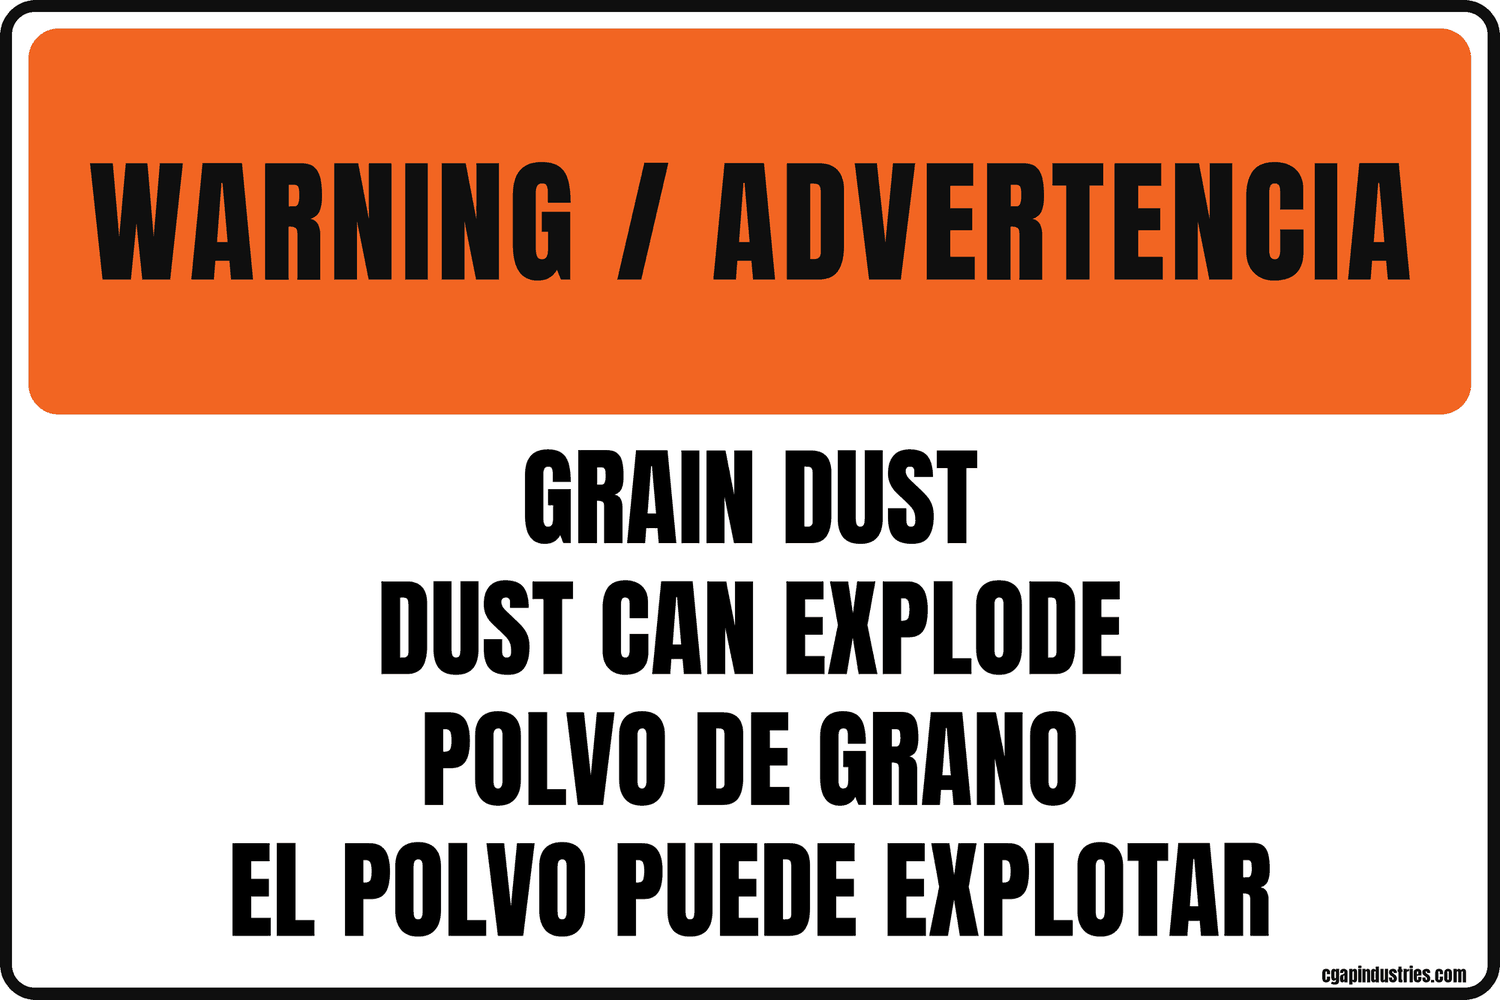 WARNING / ADVERTENCIA
GRAIN DUST
DUST CAN EXPLODE
POLVO DE GRANO
EL POLVO PUEDE EXPLOTAR
cgapindustries.com